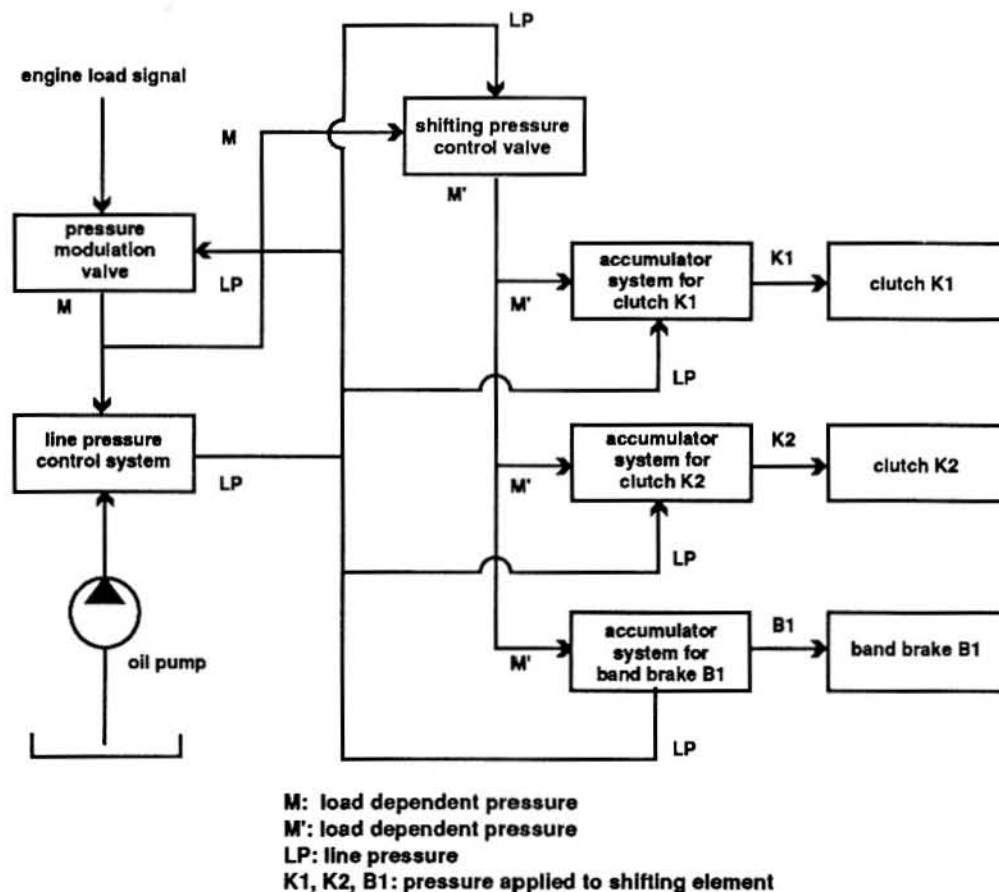 LP
engine load signal
M
shifting pressure
control valve
M'
pressure
modulation
valve
LP
M
accumulator
system for
clutch K1
K1
clutch K1
M'
LP
line pressure
control system
LP
accumulator
system for
clutch K2
K2
clutch K2
M'
LP
oil pump
accumulator
system for
band brake B1
B1
band brake B1
M'
LP
M: load dependent pressure
M': load dependent pressure
LP: line pressure
K1, K2, B1: pressure applied to shifting element